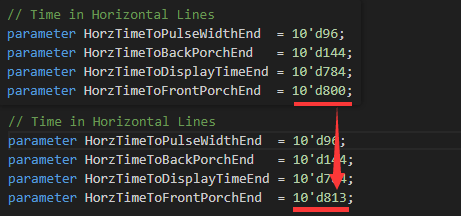 // Time in Horizontal Lines
parameter HorzTimeToPulseWidthEnd = 10'd96;
parameter HorzTimeToBackPorchEnd = 10'd144;
parameter HorzTimeToDisplayTimeEnd = 10'd784;
parameter HorzTimeToFrontPorchEnd = 10'd800;
// Time in Horizontal Lines
parameter HorzTimeToPulseWidthEnd = 10'd96;
parameter HorzTimeToBackPorchEnd = 10'd144;
parameter HorzTimeToDisplayTimeEnd = 10'd784;
parameter HorzTimeToFrontPorchEnd = 10'd813;